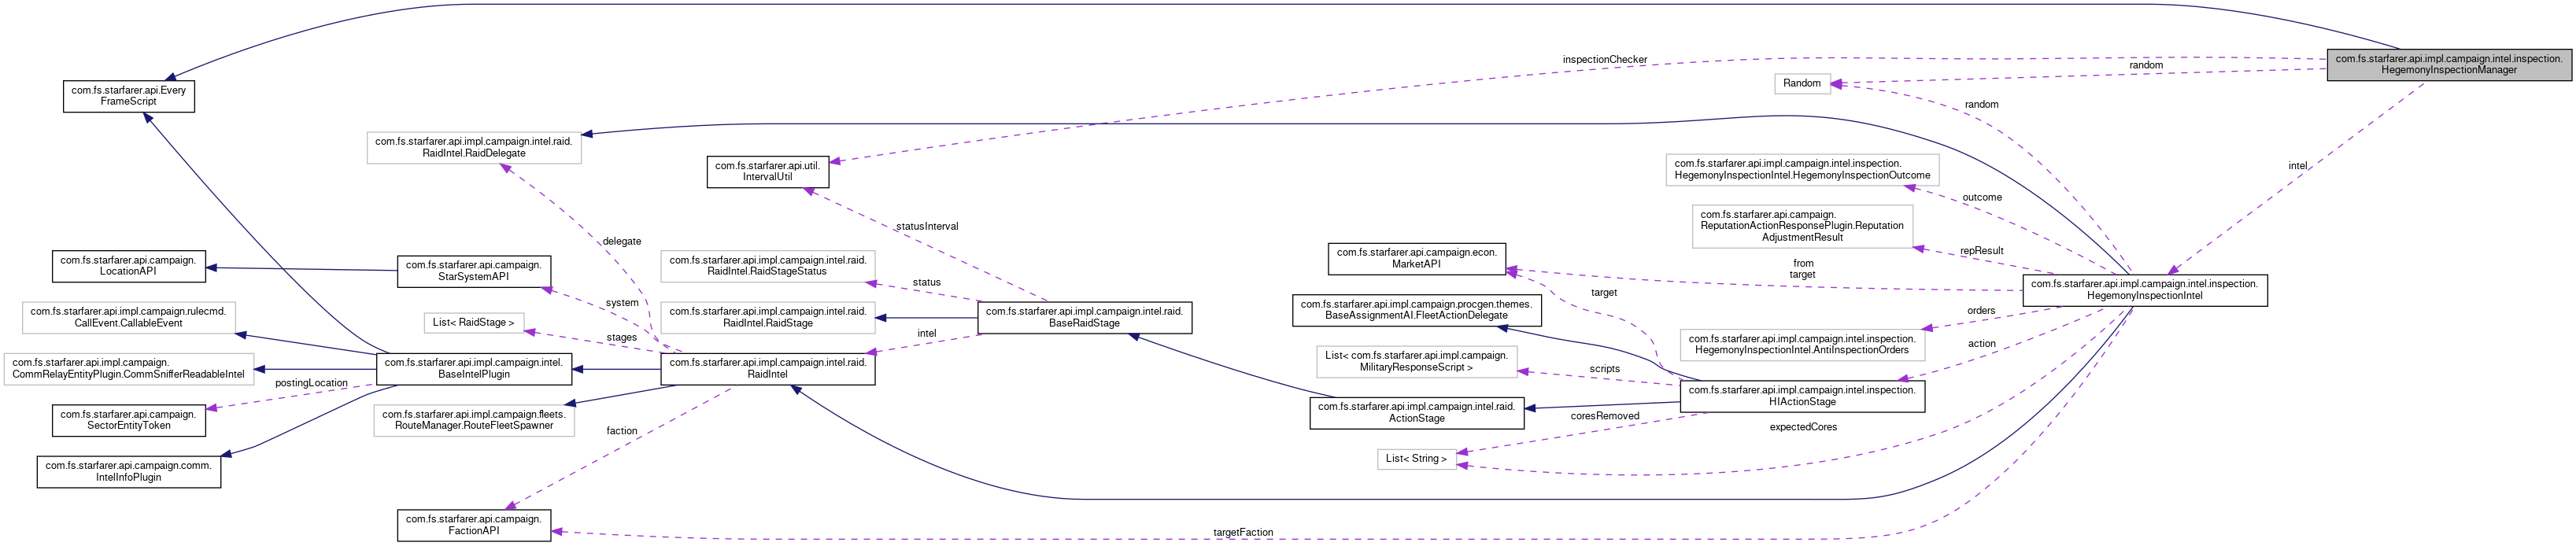 com.fs.starfarer.api.impl.campaign.intel.inspection.
HegemonyInspectionManager
inspectionChecker
random
Random
com.fs.starfarer.api.Every
FrameScript
random
com.fs.starfarer.api.impl.campaign.intel.raid.
RaidIntel.RaidDelegate
com.fs.starfarer.api.util.
IntervalUtil
com.fs.starfarer.api.impl.campaign.intel.inspection.
HegemonyInspectionIntel.HegemonyInspectionOutcome
intel
outcome
com.fs.starfarer.api.campaign.
ReputationActionResponsePlugin.Reputation
AdjustmentResult
statusInterval
delegate
repResult
com.fs.starfarer.api.campaign.
LocationAPI
com.fs.starfarer.api.campaign.
StarSystemAPI
com.fs.starfarer.api.impl.campaign.intel.raid.
RaidIntel.RaidStageStatus
com.fs.starfarer.api.campaign.econ.
MarketAPI
from
target
status
target
com.fs.starfarer.api.impl.campaign.intel.inspection.
HegemonyInspectionIntel
com.fs.starfarer.api.impl.campaign.rulecmd.
CallEvent.CallableEvent
system
List< RaidStage >
com.fs.starfarer.api.impl.campaign.intel.raid.
RaidIntel.RaidStage
com.fs.starfarer.api.impl.campaign.intel.raid.
BaseRaidStage
com.fs.starfarer.api.impl.campaign.procgen.themes.
BaseAssignmentAI.FleetActionDelegate
orders
stages
intel
com.fs.starfarer.api.impl.campaign.intel.inspection.
HegemonyInspectionIntel.AntiInspectionOrders
action
com.fs.starfarer.api.impl.campaign.
CommRelayEntityPlugin.CommSnifferReadableIntel
com.fs.starfarer.api.impl.campaign.intel.
BaseIntelPlugin
com.fs.starfarer.api.impl.campaign.intel.raid.
RaidIntel
List< com.fs.starfarer.api.impl.campaign.
MilitaryResponseScript >
scripts
postingLocation
com.fs.starfarer.api.impl.campaign.intel.inspection.
HIActionStage
com.fs.starfarer.api.campaign.
SectorEntityToken
com.fs.starfarer.api.impl.campaign.fleets.
RouteManager.RouteFleetSpawner
com.fs.starfarer.api.impl.campaign.intel.raid.
ActionStage
coresRemoved
faction
expectedCores
com.fs.starfarer.api.campaign.comm.
IntelInfoPlugin
List< String >
com.fs.starfarer.api.campaign.
FactionAPI
targetFaction